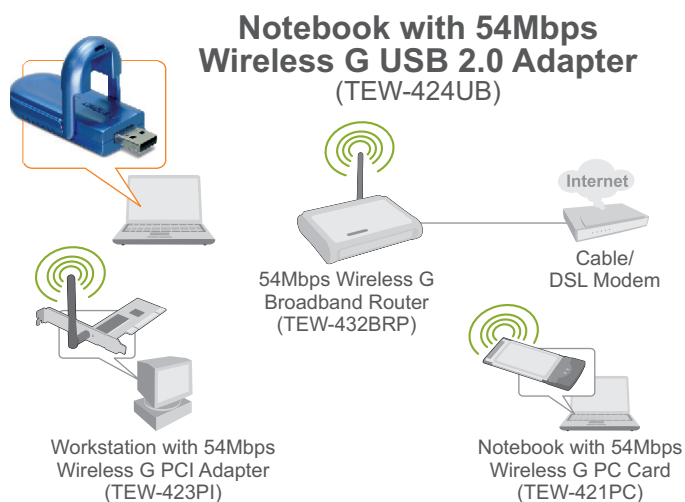 Notebook with 54Mbps
Wireless G USB 2.0 Adapter
(TEW-424UB)
Internet
Cable/
DSL Modem
54Mbps Wireless G
Broadband Router
(TEW-432BRP)
Workstation with 54Mbps
Wireless G PCI Adapter
(TEW-423PI)
Notebook with 54Mbps
Wireless G PC Card
(TEW-421PC)